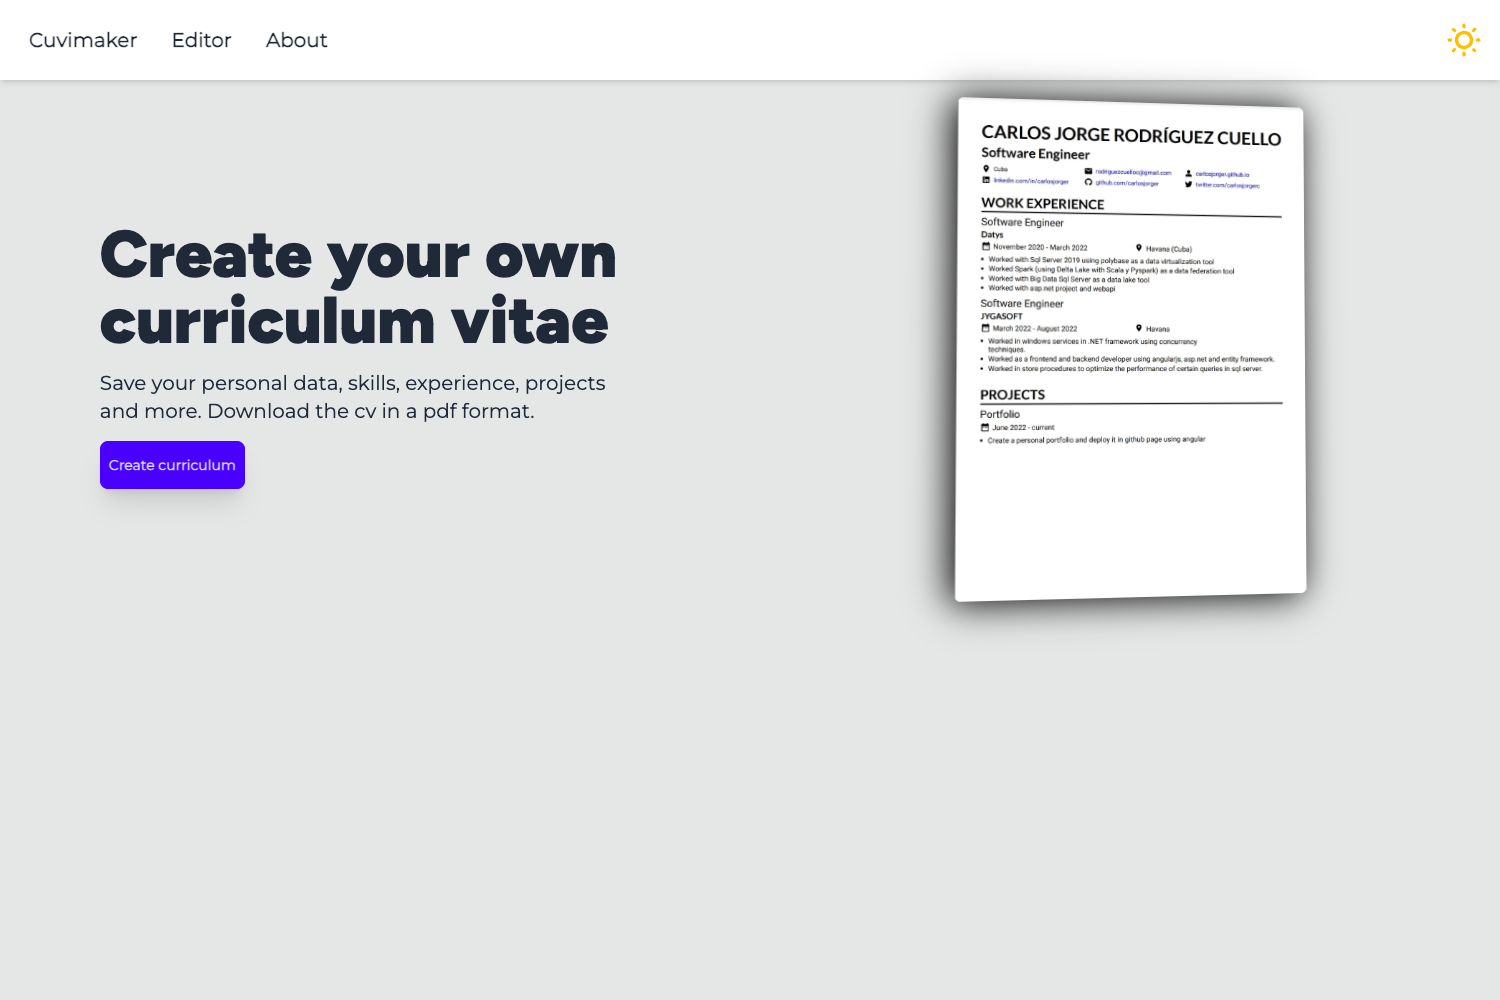 Cuvimaker Editor About
Create your own
curriculum vitae
Save your personal data, skills, experience, projects
and more. Download the cv in a pdf format.
Create curriculum
CARLOS JORGE RODRÍGUEZ CUELLO
Software Engineer
Cuba rodriguezcuelloc@gmail.com carlosjorger.github.io
linkedin.com/in/carlosjorger github.com/carlosjorger twitter.com/carlosjorgerc
WORK EXPERIENCE
Software Engineer
Datys
November 2020 - March 2022 Havana (Cuba)
• Worked with Sql Server 2019 using polybase as a data virtualization tool
• Worked Spark (using Delta Lake with Scala y Pyspark) as a data federation tool
• Worked with Big Data Sql Server as a data lake tool
• Worked with asp.net project and webapi
Software Engineer
JYGASOFT
March 2022 - August 2022 Havana
• Worked in windows services in .NET framework using concurrency
techniques.
• Worked as a frontend and backend developer using angularjs, asp.net and entity framework.
• Worked in store procedures to optimize the performance of certain queries in sql server.
PROJECTS
Portfolio
June 2022 - current
• Create a personal portfolio and deploy it in github page using angular